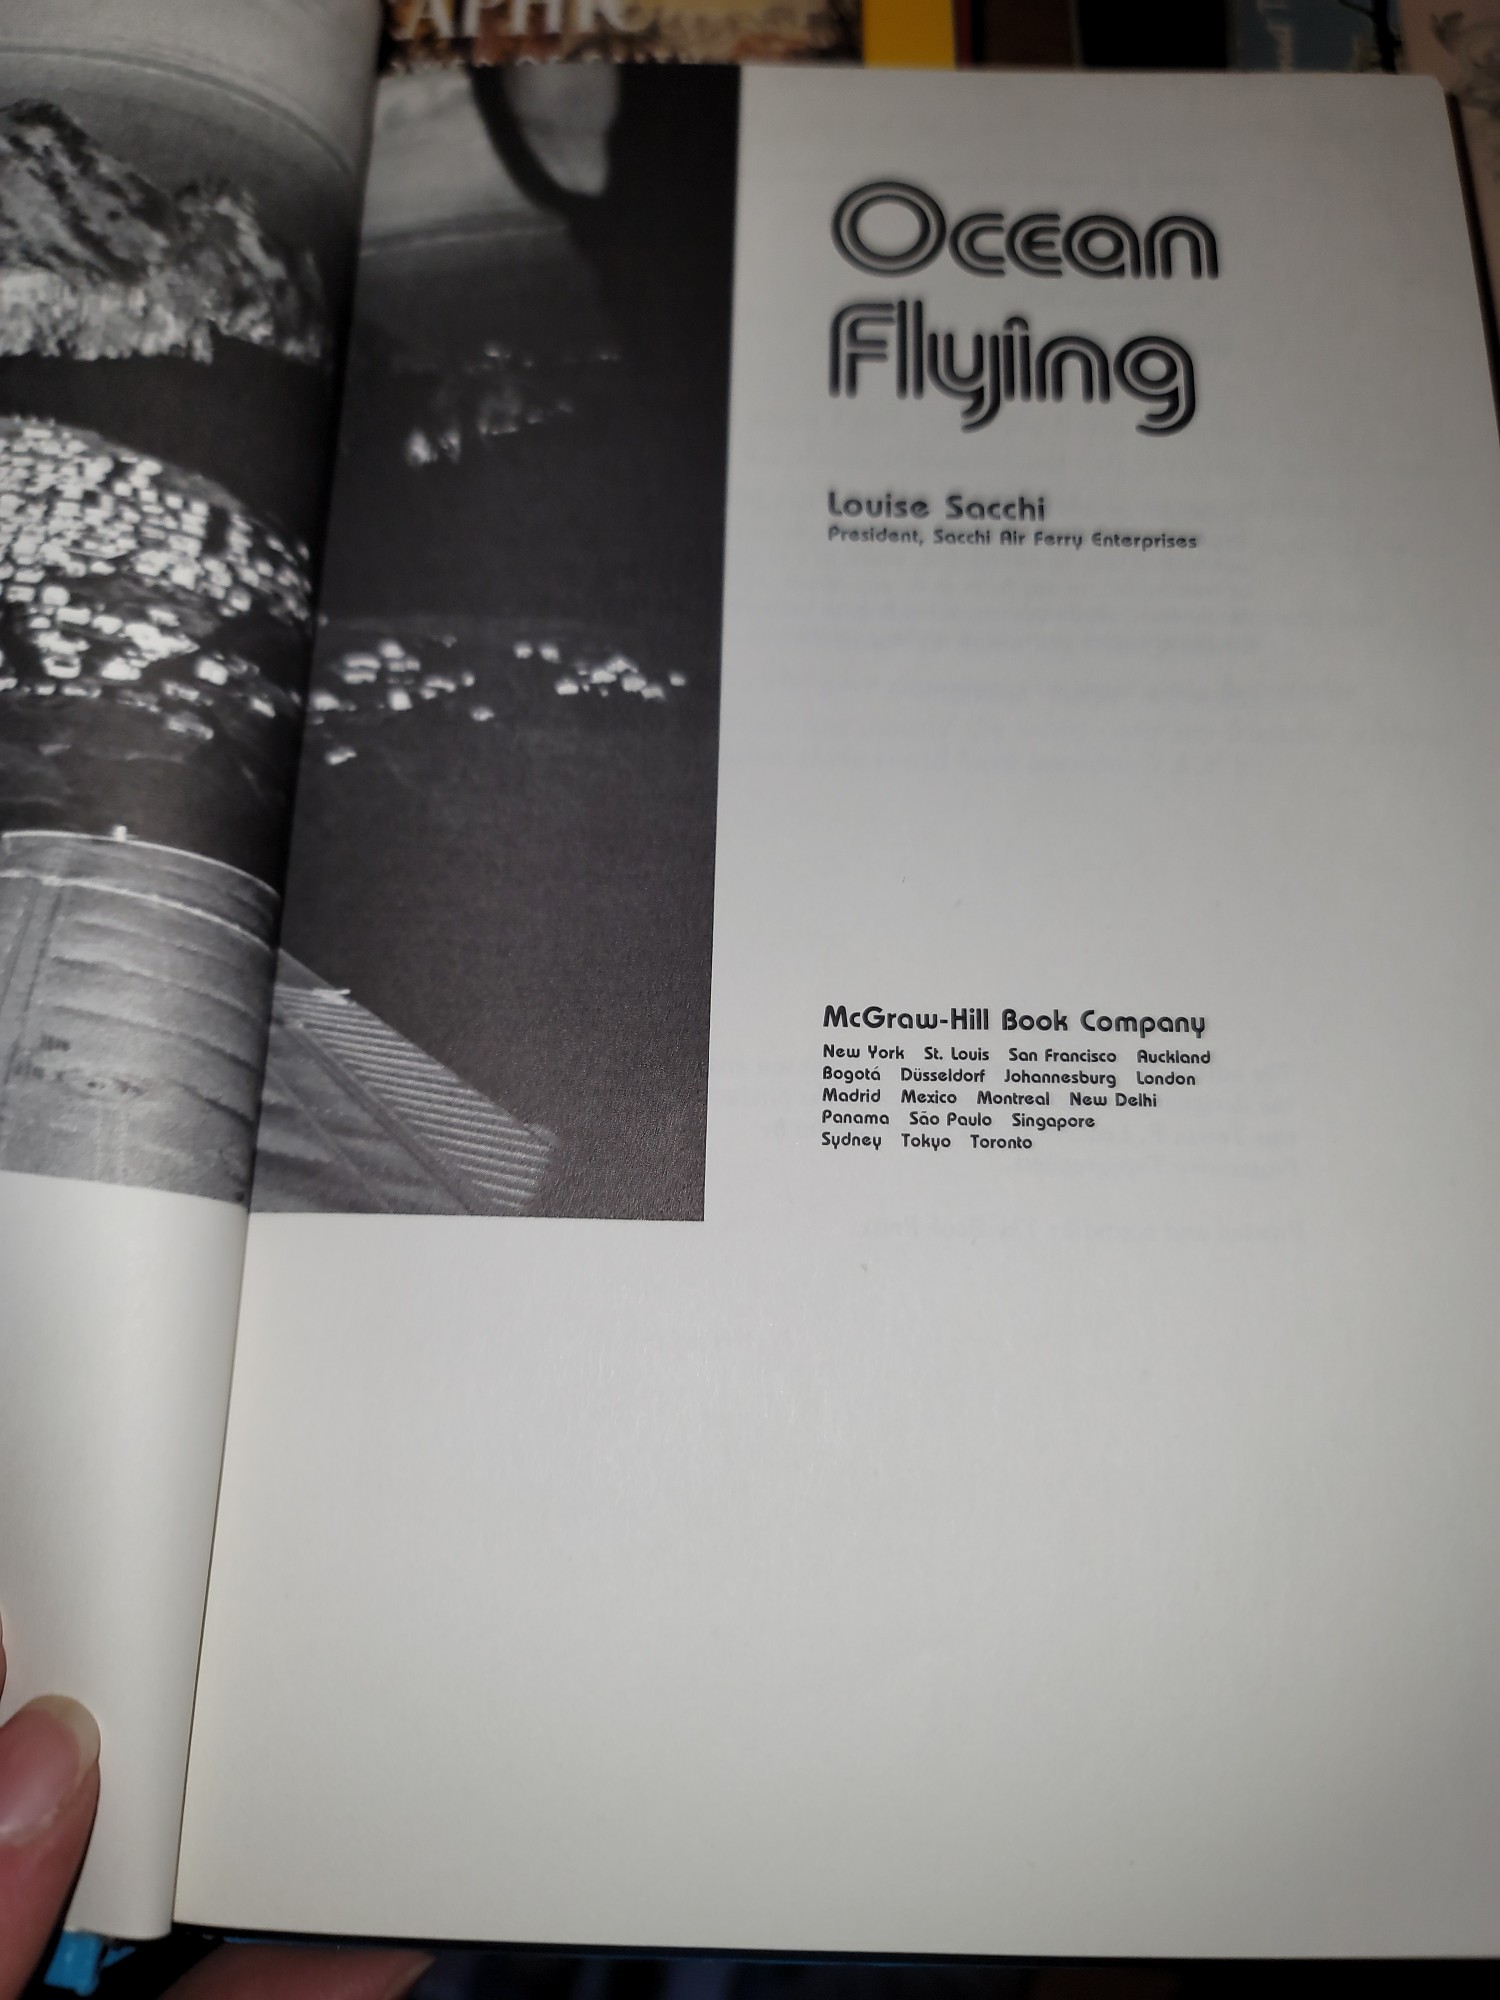 Ocean
Flying
Louise Sacchi
President, Sacchi Air Ferry Enterprises
McGraw-Hill Book Company
New York St. Louis San Francisco Auckland
Bogotá Düsseldorf Johannesburg London
Madrid Mexico Montreal New Delhi
Panama São Paulo Singapore
Sydney Tokyo Toronto